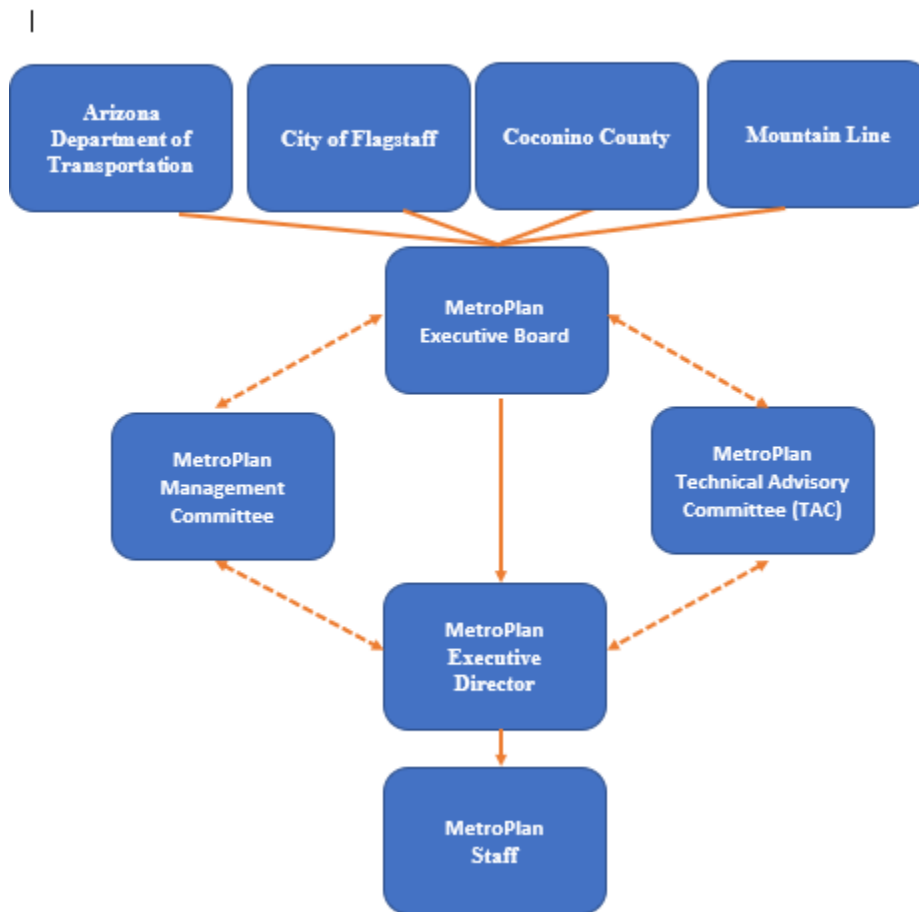 Arizona
Department of
Transportation
City of Flagstaff
Coconino County
Mountain Line
MetroPlan
Executive Board
MetroPlan
Management
Committee
MetroPlan
Technical Advisory
Committee (TAC)
MetroPlan
Executive
Director
MetroPlan
Staff